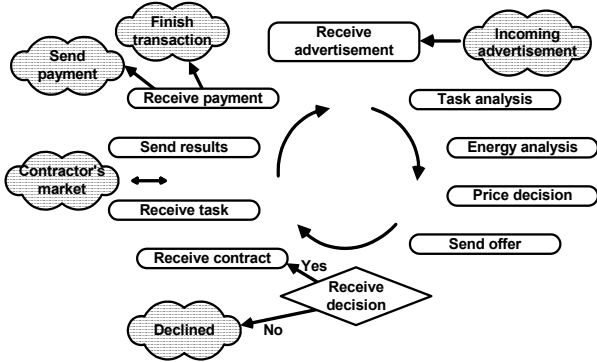 Finish
transaction
Receive
advertisement
Incoming
advertisement
Send
payment
Receive payment
Task analysis
Send results
Energy analysis
Contractor's
market
Price decision
Receive task
Send offer
Receive contract
Yes
Receive
decision
No
Declined